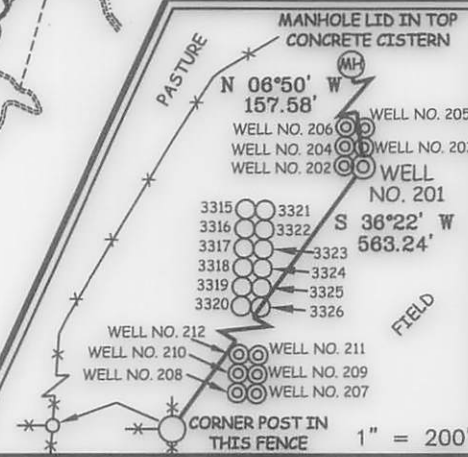 MANHOLE LID IN TOP
CONCRETE CISTERN
PASTURE
MH
N 06°50' W
157.58'
WELL NO. 205
WELL NO. 206
WELL NO. 204
WELL NO. 202
WELL
NO. 201
S 36°22' W
563.24'
3315 3321
3316 3322
3317 3323
3318 3324
3319 3325
3320 3326
FIELD
WELL NO. 212
WELL NO. 211
WELL NO. 210
WELL NO. 209
WELL NO. 208
WELL NO. 207
CORNER POST IN
THIS FENCE
1" = 200'